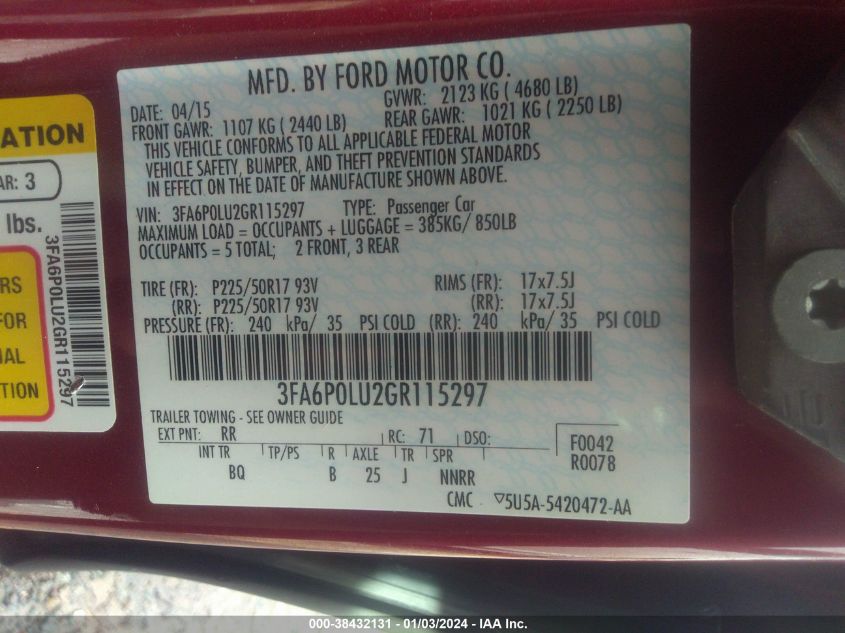 MFD. BY FORD MOTOR CO.
DATE: 04/15 GVWR: 2123 KG ( 4680 LB)
FRONT GAWR: 1107 KG ( 2440 LB) REAR GAWR: 1021 KG ( 2250 LB)
THIS VEHICLE CONFORMS TO ALL APPLICABLE FEDERAL MOTOR
VEHICLE SAFETY, BUMPER, AND THEFT PREVENTION STANDARDS
IN EFFECT ON THE DATE OF MANUFACTURE SHOWN ABOVE.
VIN: 3FA6P0LU2GR115297 TYPE: Passenger Car
MAXIMUM LOAD = OCCUPANTS + LUGGAGE = 385KG/ 850LB
OCCUPANTS = 5 TOTAL; 2 FRONT, 3 REAR
TIRE (FR): P225/50R17 93V RIMS (FR): 17x7.5J
(RR): P225/50R17 93V (RR): 17x7.5J
PRESSURE (FR): 240 kPa/ 35 PSI COLD (RR): 240 kPa/ 35 PSI COLD
3FA6P0LU2GR115297
TRAILER TOWING - SEE OWNER GUIDE
EXT PNT: RR RC: 71 DSO: F0042
INT TR TP/PS R AXLE TR SPR R0078
BQ B 25 J NNRR
CMC ▽5U5A-5420472-AA
ATION
AR: 3
lbs.
RS
FOR
IAL
TION
3FA6P0LU2GR115297
000-38432131 - 01/03/2024 - IAA Inc.